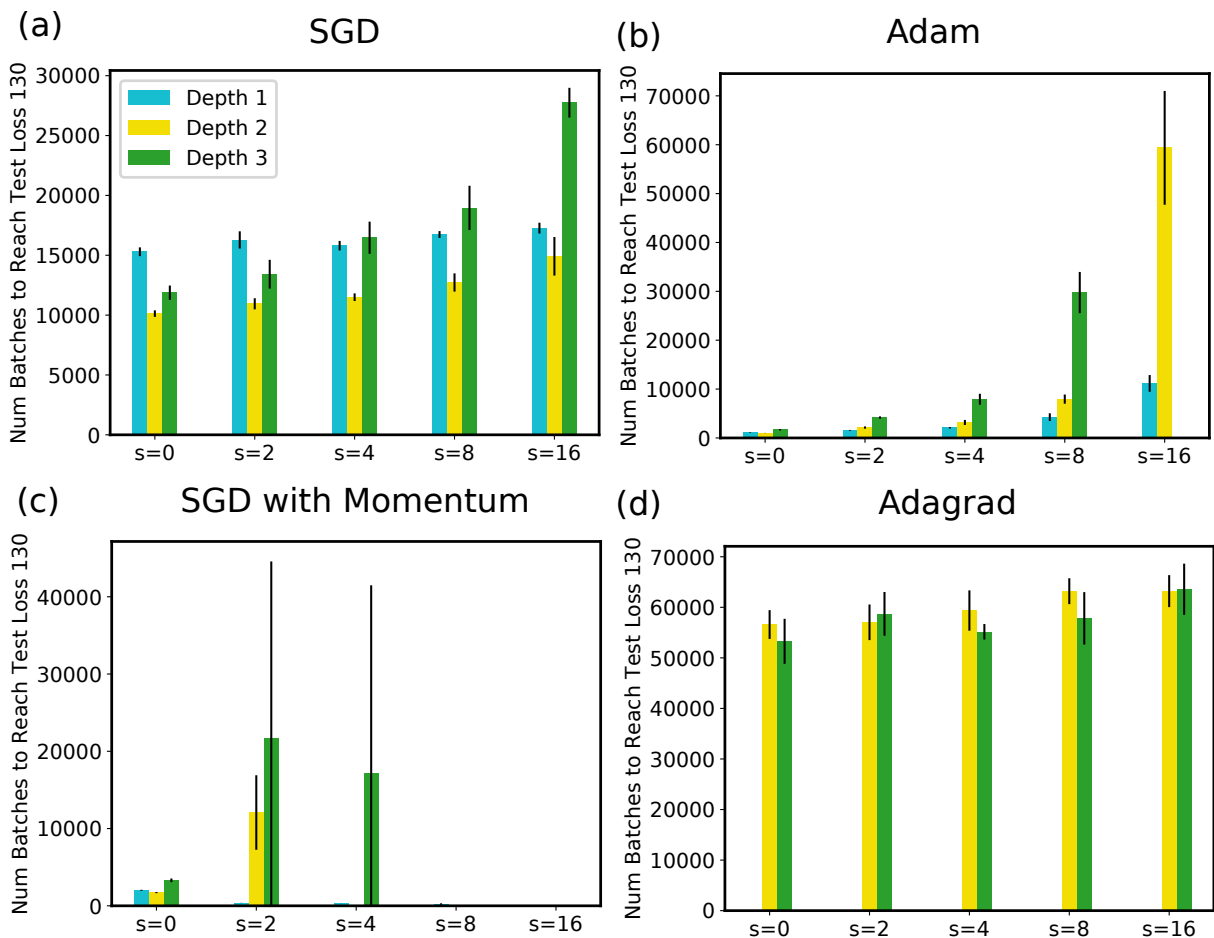 (a)
SGD
Num Batches to Reach Test Loss 130
30000
25000
20000
15000
10000
5000
0
Depth 1
Depth 2
Depth 3
s=0
s=2
s=4
s=8
s=16
(b)
Adam
Num Batches to Reach Test Loss 130
70000
60000
50000
40000
30000
20000
10000
0
s=0
s=2
s=4
s=8
s=16
(c)
SGD with Momentum
Num Batches to Reach Test Loss 130
40000
30000
20000
10000
0
s=0
s=2
s=4
s=8
s=16
(d)
Adagrad
Num Batches to Reach Test Loss 130
70000
60000
50000
40000
30000
20000
10000
0
s=0
s=2
s=4
s=8
s=16